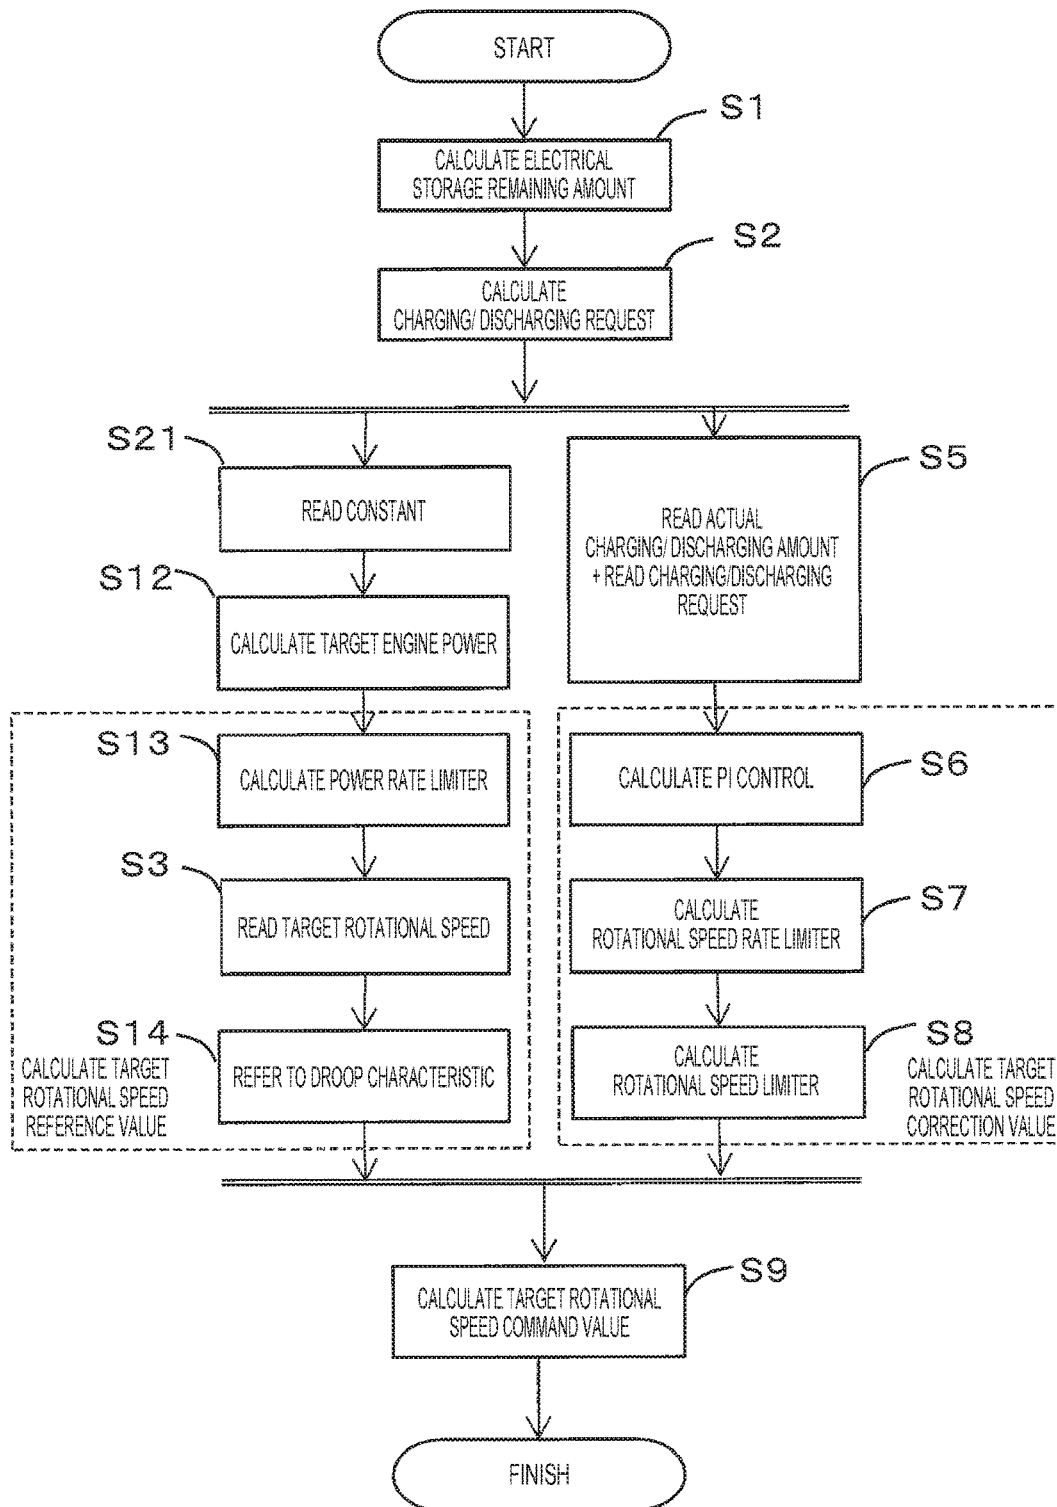 START
S1
CALCULATE ELECTRICAL
STORAGE REMAINING AMOUNT
S2
CALCULATE
CHARGING/ DISCHARGING REQUEST
S21
READ CONSTANT
S5
READ ACTUAL
CHARGING/ DISCHARGING AMOUNT
+ READ CHARGING/DISCHARGING
REQUEST
S12
CALCULATE TARGET ENGINE POWER
S13
CALCULATE POWER RATE LIMITER
S6
CALCULATE PI CONTROL
S3
READ TARGET ROTATIONAL SPEED
S7
CALCULATE
ROTATIONAL SPEED RATE LIMITER
S14
REFER TO DROOP CHARACTERISTIC
CALCULATE TARGET
ROTATIONAL SPEED
REFERENCE VALUE
S8
CALCULATE
ROTATIONAL SPEED LIMITER
CALCULATE TARGET
ROTATIONAL SPEED
CORRECTION VALUE
S9
CALCULATE TARGET ROTATIONAL
SPEED COMMAND VALUE
FINISH